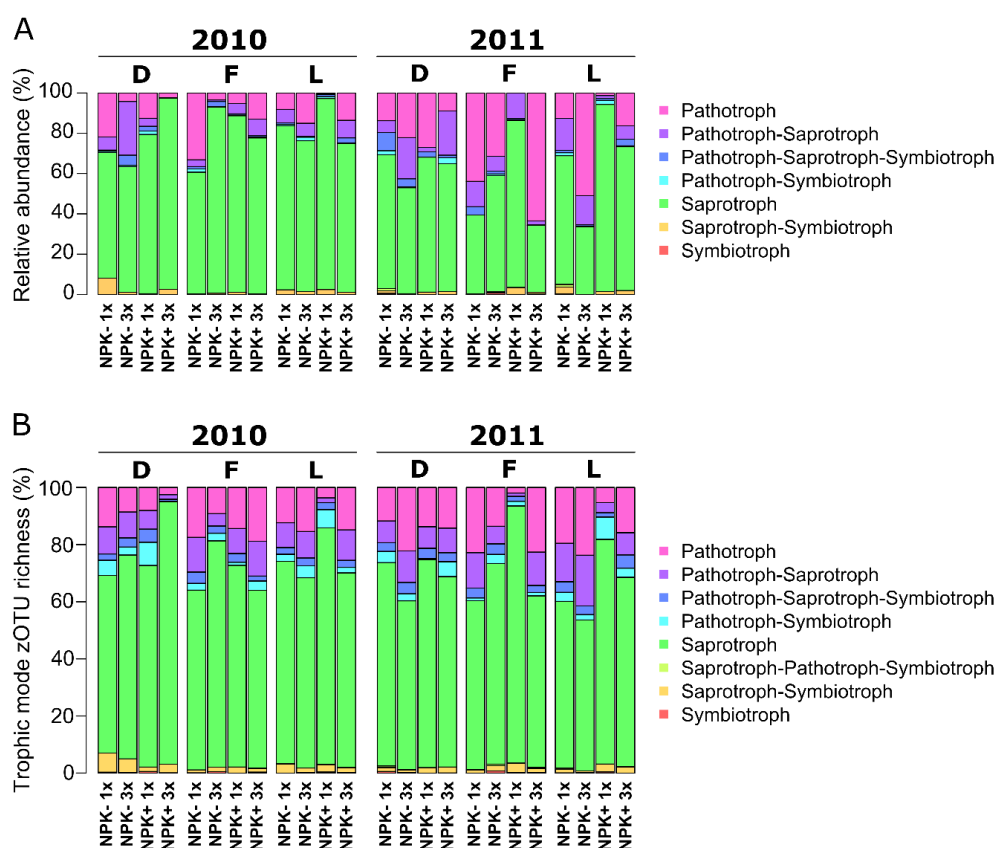 A
2010 2011
D F L D F L
Relative abundance (%)
100
80
60
40
20
0
Pathotroph
Pathotroph-Saprotroph
Pathotroph-Saprotroph-Symbiotroph
Pathotroph-Symbiotroph
Saprotroph
Saprotroph-Symbiotroph
Symbiotroph
NPK- 1x NPK- 3x NPK+ 1x NPK+ 3x NPK- 1x NPK- 3x NPK+ 1x NPK+ 3x NPK- 1x NPK- 3x NPK+ 1x NPK+ 3x NPK- 1x NPK- 3x NPK+ 1x NPK+ 3x NPK- 1x NPK- 3x NPK+ 1x NPK+ 3x NPK- 1x NPK- 3x NPK+ 1x NPK+ 3x
B
2010 2011
D F L D F L
Trophic mode zOTU richness (%)
100
80
60
40
20
0
Pathotroph
Pathotroph-Saprotroph
Pathotroph-Saprotroph-Symbiotroph
Pathotroph-Symbiotroph
Saprotroph
Saprotroph-Pathotroph-Symbiotroph
Saprotroph-Symbiotroph
Symbiotroph
NPK- 1x NPK- 3x NPK+ 1x NPK+ 3x NPK- 1x NPK- 3x NPK+ 1x NPK+ 3x NPK- 1x NPK- 3x NPK+ 1x NPK+ 3x NPK- 1x NPK- 3x NPK+ 1x NPK+ 3x NPK- 1x NPK- 3x NPK+ 1x NPK+ 3x NPK- 1x NPK- 3x NPK+ 1x NPK+ 3x